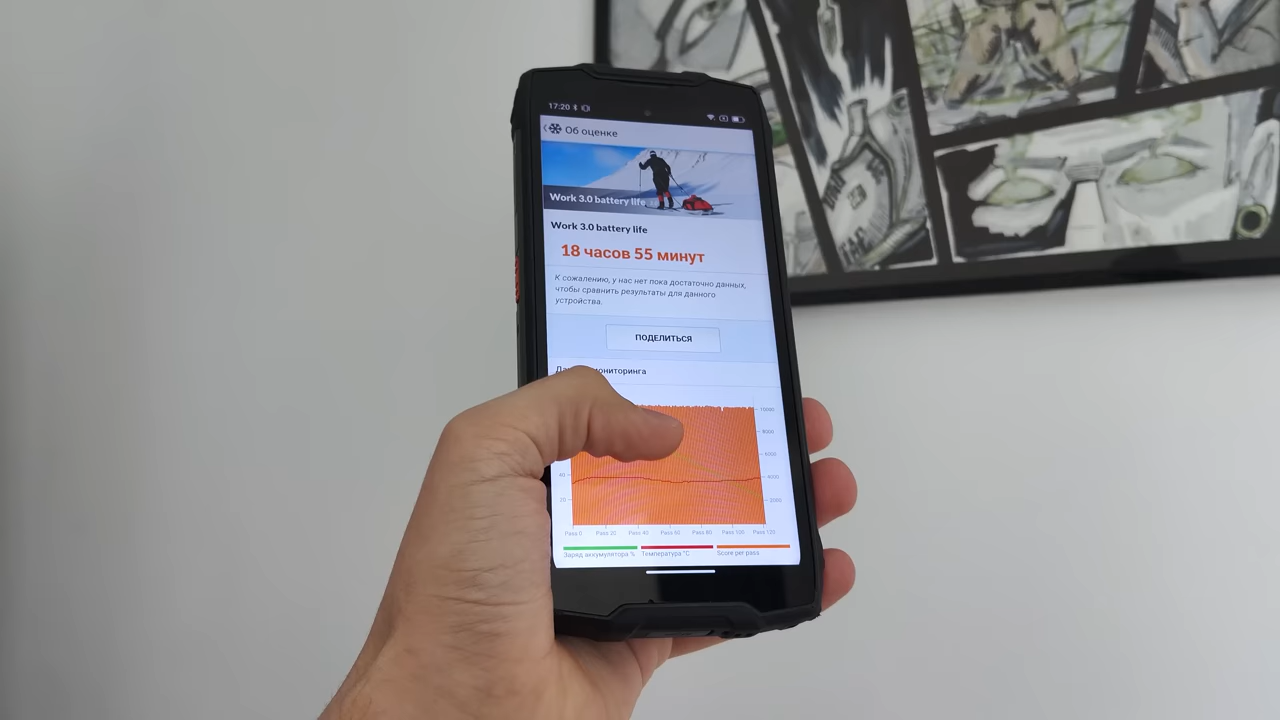 17:20
Об оценке
Work 3.0 battery life
Work 3.0 battery life
18 часов 55 минут
К сожалению, у нас нет пока достаточно данных,
чтобы сравнить результаты для данного
устройства.
ПОДЕЛИТЬСЯ
мониторинга
10000
8000
6000
40 4000
20 2000
Pass 0 Pass 20 Pass 40 Pass 60 Pass 80 Pass 100 Pass 120
Заряд аккумулятора % Температура °C Score per pass